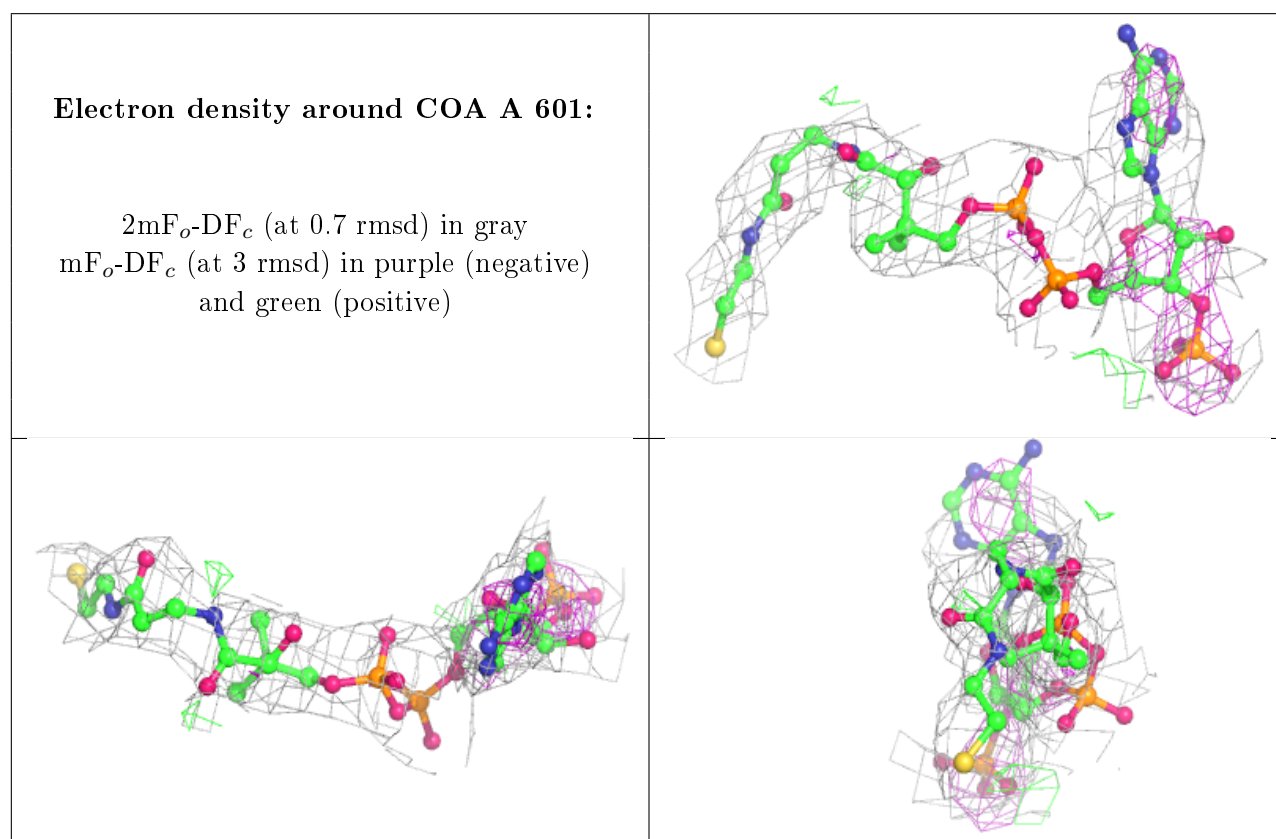 Electron density around COA A 601:
2mFo-DFc (at 0.7 rmsd) in gray
mFo-DFc (at 3 rmsd) in purple (negative)
and green (positive)